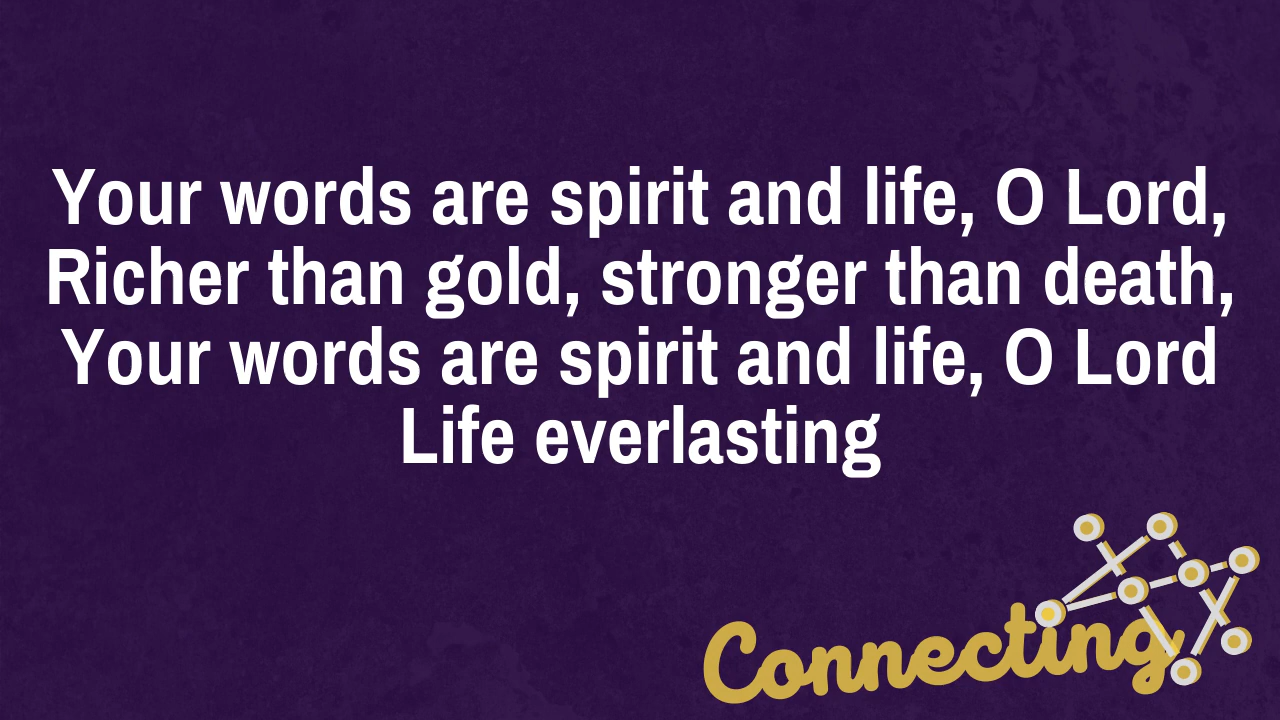 Your words are spirit and life, O Lord,
Richer than gold, stronger than death,
Your words are spirit and life, O Lord
Life everlasting
Connecting